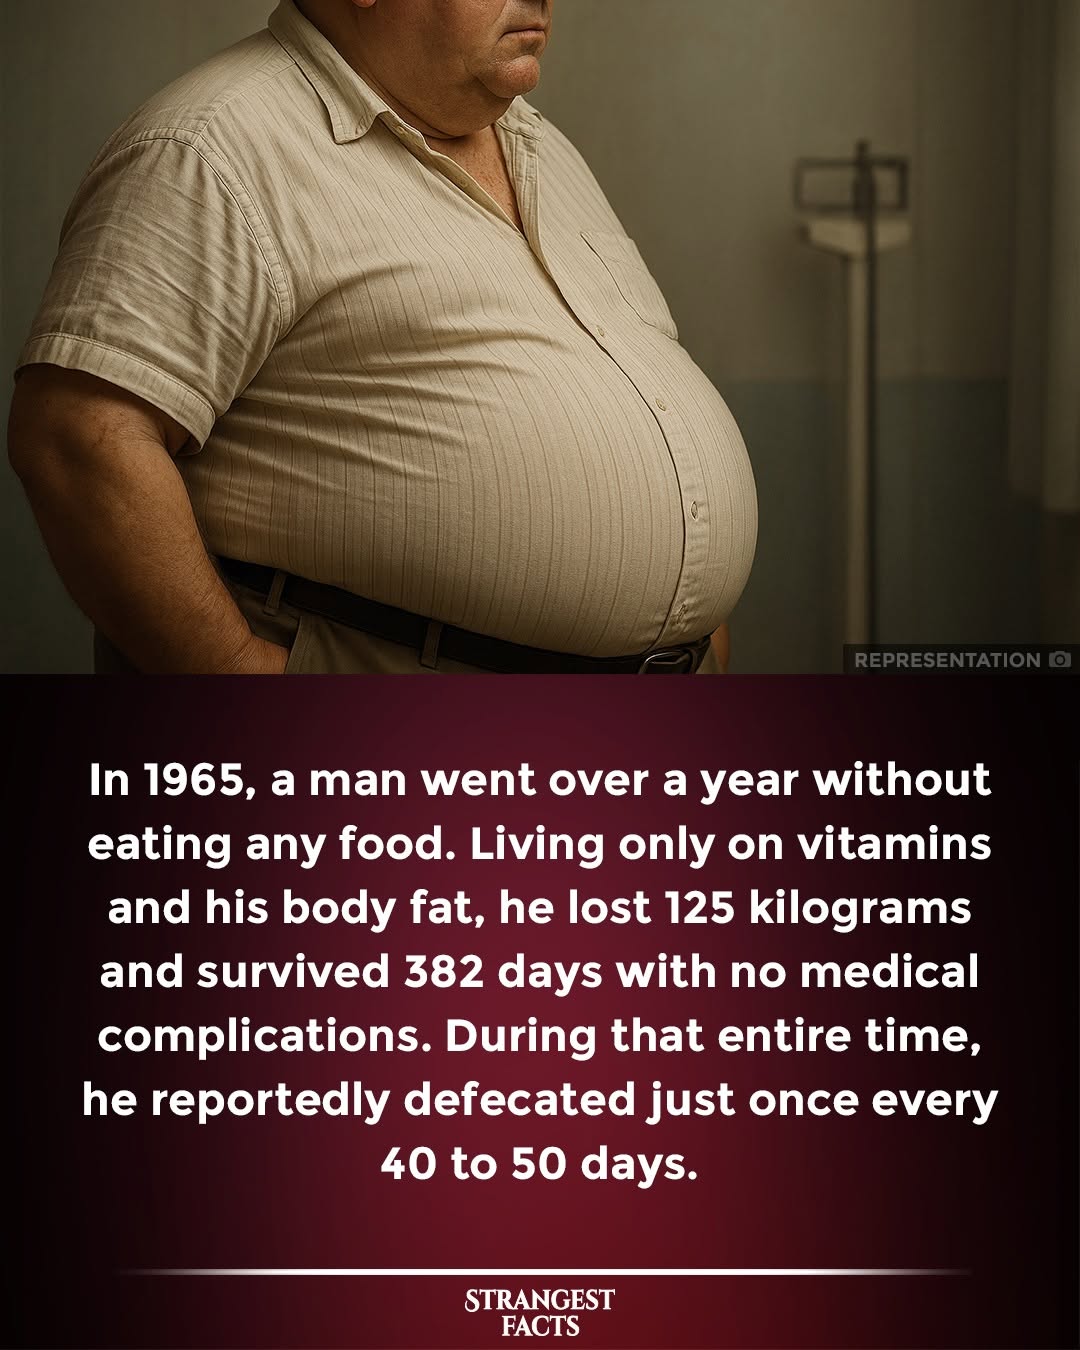 REPRESENTATION
In 1965, a man went over a year without
eating any food. Living only on vitamins
and his body fat, he lost 125 kilograms
and survived 382 days with no medical
complications. During that entire time,
he reportedly defecated just once every
40 to 50 days.
STRANGEST
FACTS